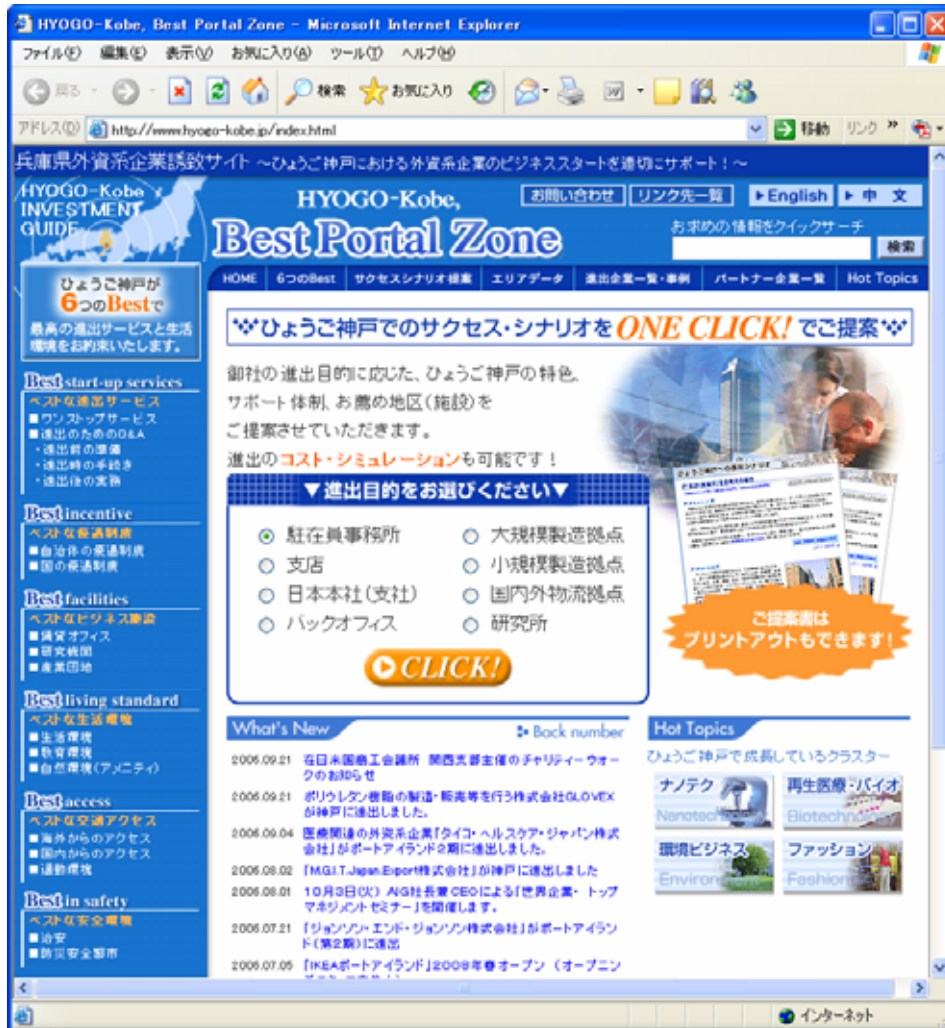 HYOGO-Kobe, Best Portal Zone - Microsoft Internet Explorer
ファイル(F) 編集(E) 表示(V) お気に入り(A) ツール(T) ヘルプ(H)
戻る 検索 お気に入り
アドレス(D) http://www.hyogo-kobe.jp/index.html 移動 リンク »
兵庫県外資系企業誘致サイト ~ひょうご神戸における外資系企業のビジネススタートを適切にサポート!~
HYOGO-Kobe
INVESTMENT
GUIDE
HYOGO-Kobe,
Best Portal Zone
お問い合わせ リンク先一覧 ▶English ▶中 文
お求めの情報をクイックサーチ
検索
HOME 6つのBest サクセスシナリオ提案 エリアデータ 進出企業一覧・事例 パートナー企業一覧 Hot Topics
ひょうご神戸が
6つのBestで
最高の進出サービスと生活
環境をお約束いたします。
Best start-up services
ベストな進出サービス
■ワンストップサービス
■進出のためのQ&A
・進出前の準備
・進出時の手続き
・進出後の実務
Best incentive
ベストな優遇制度
■自治体の優遇制度
■国の優遇制度
Best facilities
ベストなビジネス施設
■賃貸オフィス
■研究機関
■産業団地
Best living standard
ベストな生活環境
■生活環境
■教育環境
■自然環境(アメニティ)
Best access
ベストな交通アクセス
■海外からのアクセス
■国内からのアクセス
■通勤環境
Best in safety
ベストな安全環境
■治安
■防災安全都市
ひょうご神戸でのサクセス・シナリオをONE CLICK!でご提案
御社の進出目的に応じた、ひょうご神戸の特色、
サポート体制、お薦め地区(施設)を
ご提案させていただきます。
進出のコスト・シミュレーションも可能です!
▼進出目的をお選びください▼
駐在員事務所 大規模製造拠点
支店 小規模製造拠点
日本本社(支社) 国内外物流拠点
バックオフィス 研究所
CLICK!
ご提案書は
プリントアウトもできます!
What's New
Back number
2006.09.21 在日米国商工会議所 関西支部主催のチャリティーウォー
クのお知らせ
2006.09.21 ポリウレタン樹脂の製造・販売等を行う株式会社GLOVEX
が神戸に進出しました。
2006.09.04 医療関連の外資系企業「タイコ・ヘルスケア・ジャパン株式
会社」がポートアイランド2期に進出しました。
2006.08.02 「M.G.I.T.Japan.Export株式会社」が神戸に進出しました
2006.08.01 10月3日(火) AIG社長兼CEOによる「世界企業・トップ
マネジメントセミナー」を開催します。
2006.07.21 「ジョンソン・エンド・ジョンソン株式会社」がポートアイラン
ド(第2期)に進出
2006.07.05 「IKEAポートアイランド」2008年春オープン (オープニン
Hot Topics
ひょうご神戸で成長しているクラスター
ナノテク 再生医療・バイオ
Nanotechnology Biotechnology
環境ビジネス ファッション
Environment Fashion
インターネット